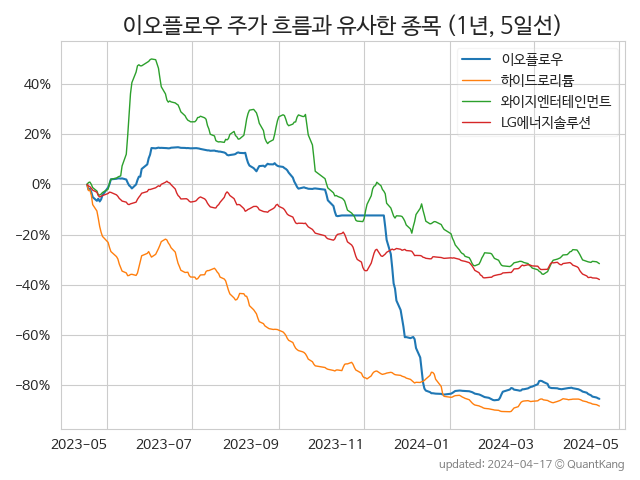 이오플로우 주가 흐름과 유사한 종목 (1년, 5일선)
이오플로우
하이드로리튬
와이지엔터테인먼트
LG에너지솔루션
40%
20%
0%
−20%
−40%
−60%
−80%
2023-05 2023-07 2023-09 2023-11 2024-01 2024-03 2024-05
updated: 2024-04-17 © QuantKang